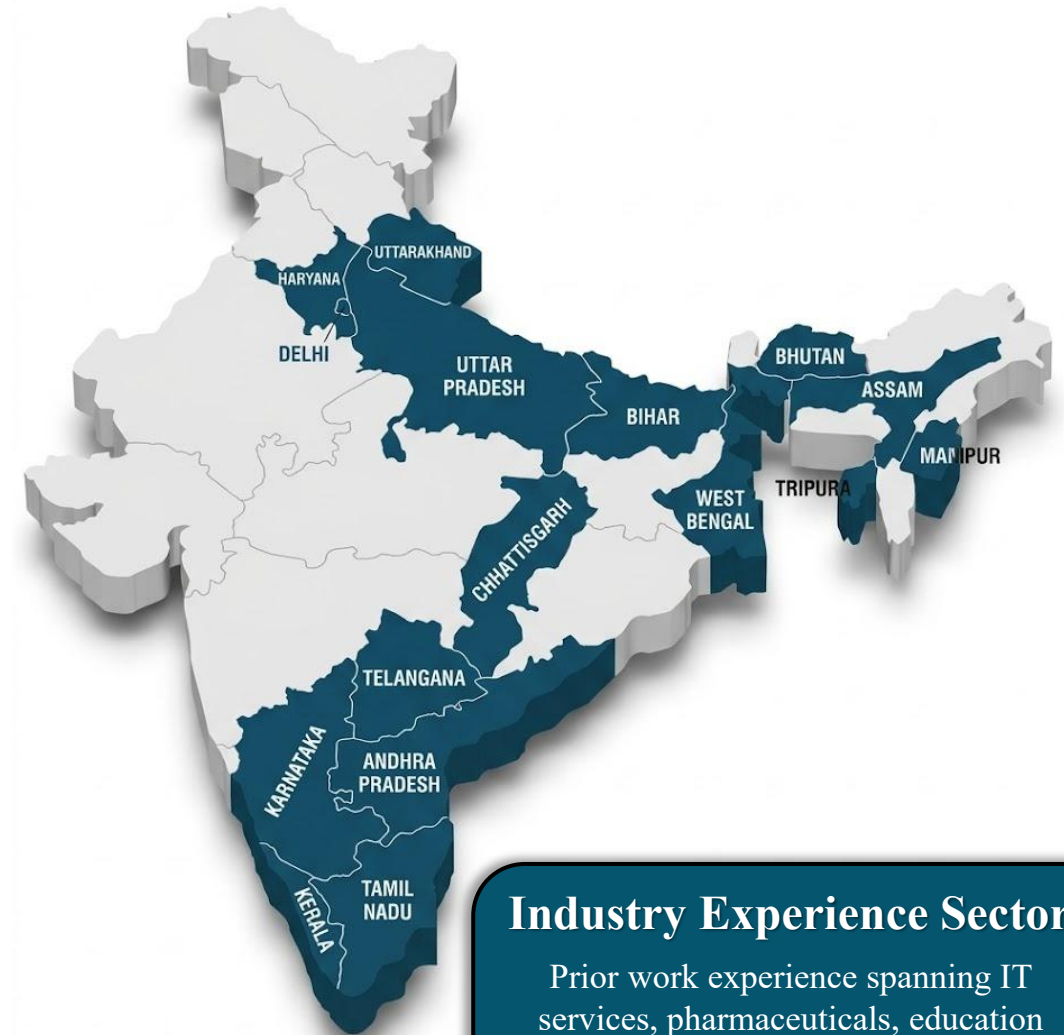 UTTARAKHAND
HARYANA
DELHI
UTTAR
PRADESH
BIHAR
BHUTAN
ASSAM
MANIPUR
TRIPURA
WEST
BENGAL
CHHATTISGARH
TELANGANA
KARNATAKA
ANDHRA
PRADESH
TAMIL
NADU
KERALA
Industry Experience Sector
Prior work experience spanning IT
services, pharmaceuticals, education